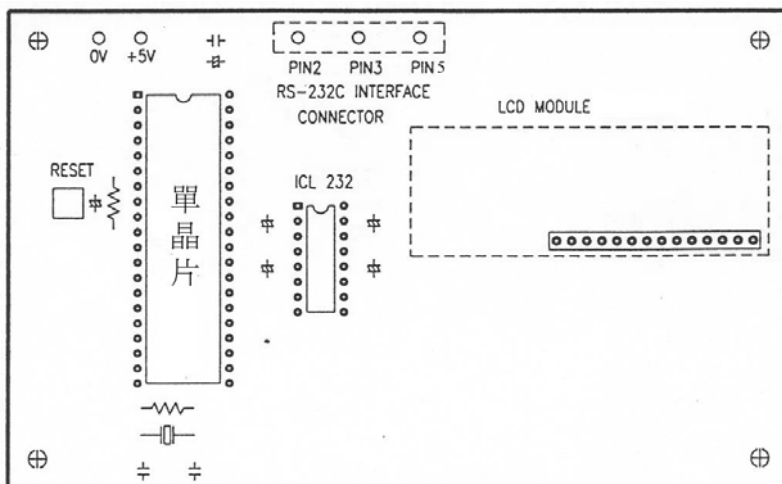 0V +5V
PIN2 PIN3 PIN5
RS-232C INTERFACE
CONNECTOR
LCD MODULE
RESET
ICL 232
單
晶
片